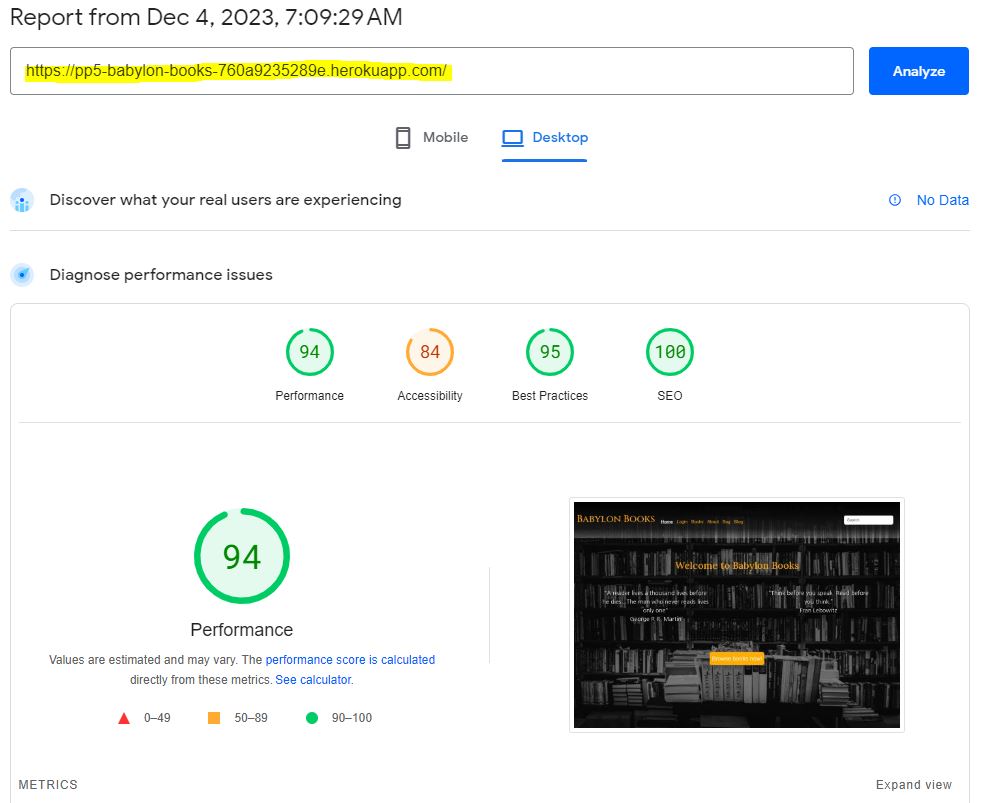 Report from Dec 4, 2023, 7:09:29 AM
https://pp5-babylon-books-760a9235289e.herokuapp.com/
Analyze
Mobile
Desktop
Discover what your real users are experiencing
No Data
Diagnose performance issues
94
84
95
100
Performance
Accessibility
Best Practices
SEO
94
Performance
Values are estimated and may vary. The performance score is calculated
directly from these metrics. See calculator.
0–49
50–89
90–100
BABYLON BOOKS Home Login Books About Bag Blog
Search
Welcome to Babylon Books
"A reader lives a thousand lives before
he dies...The man who never reads lives
only one"
George R.R. Martin
"Think before you speak. Read before
you think."
Fran Lebowitz
Browse books now!
METRICS
Expand view